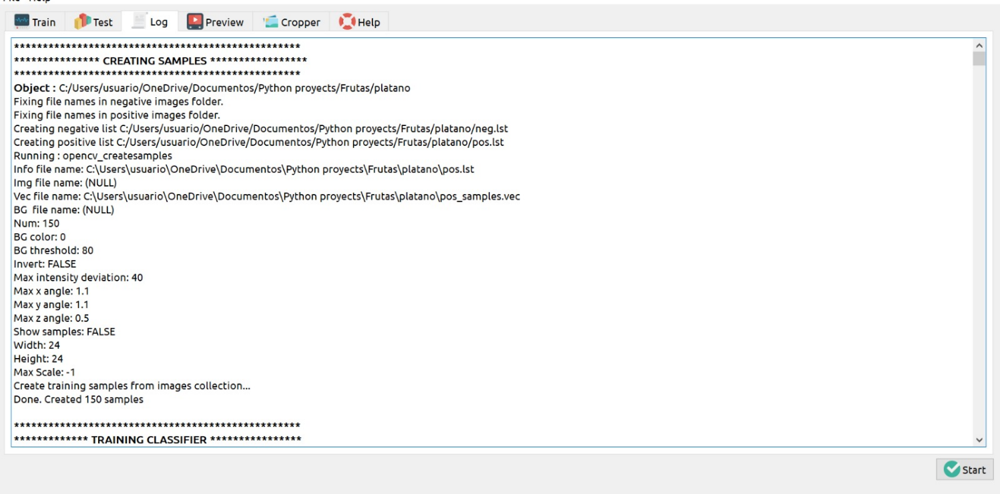 Train Test Log Preview Cropper Help
**************************************************
*************** CREATING SAMPLES *****************
**************************************************
Object : C:/Users/usuario/OneDrive/Documentos/Python proyects/Frutas/platano
Fixing file names in negative images folder.
Fixing file names in positive images folder.
Creating negative list C:/Users/usuario/OneDrive/Documentos/Python proyects/Frutas/platano/neg.lst
Creating positive list C:/Users/usuario/OneDrive/Documentos/Python proyects/Frutas/platano/pos.lst
Running : opencv_createsamples
Info file name: C:\Users\usuario\OneDrive\Documentos\Python proyects\Frutas\platano\pos.lst
Img file name: (NULL)
Vec file name: C:\Users\usuario\OneDrive\Documentos\Python proyects\Frutas\platano\pos_samples.vec
BG  file name: (NULL)
Num: 150
BG color: 0
BG threshold: 80
Invert: FALSE
Max intensity deviation: 40
Max x angle: 1.1
Max y angle: 1.1
Max z angle: 0.5
Show samples: FALSE
Width: 24
Height: 24
Max Scale: -1
Create training samples from images collection...
Done. Created 150 samples
**************************************************
************* TRAINING CLASSIFIER ****************
Start